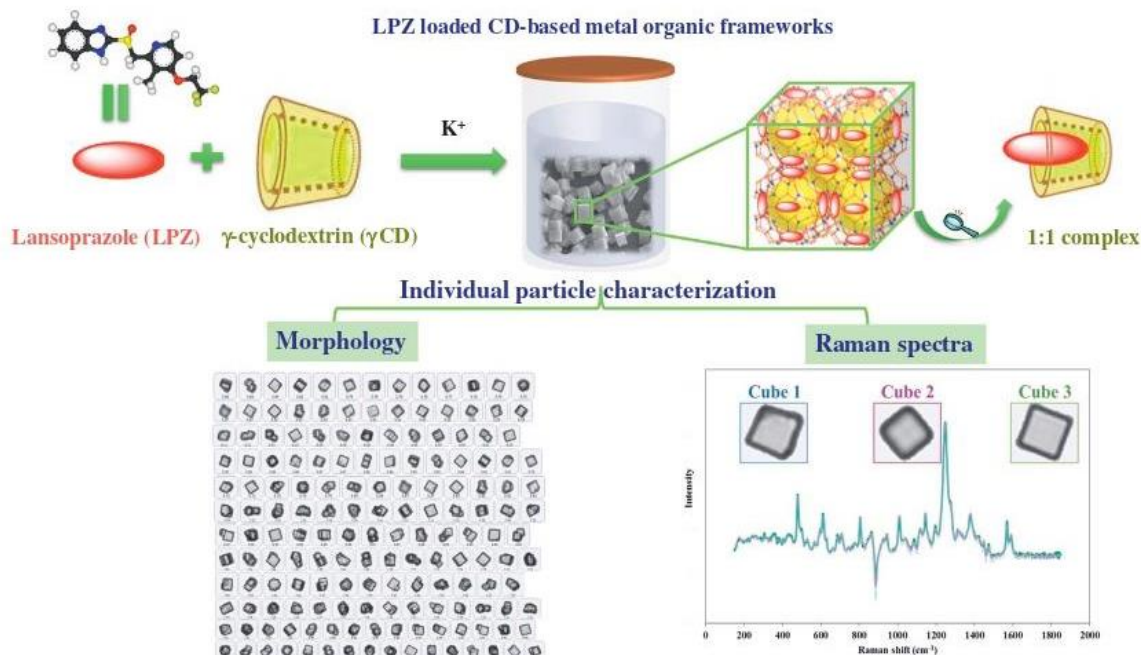 LPZ loaded CD-based metal organic frameworks
K+
Lansoprazole (LPZ)
γ-cyclodextrin (γCD)
1:1 complex
Individual particle characterization
Morphology
Raman spectra
Cube 1
Cube 2
Cube 3
Intensity
0
200
400
600
800
1000
1200
1400
1600
1800
2000
Raman shift (cm-1)